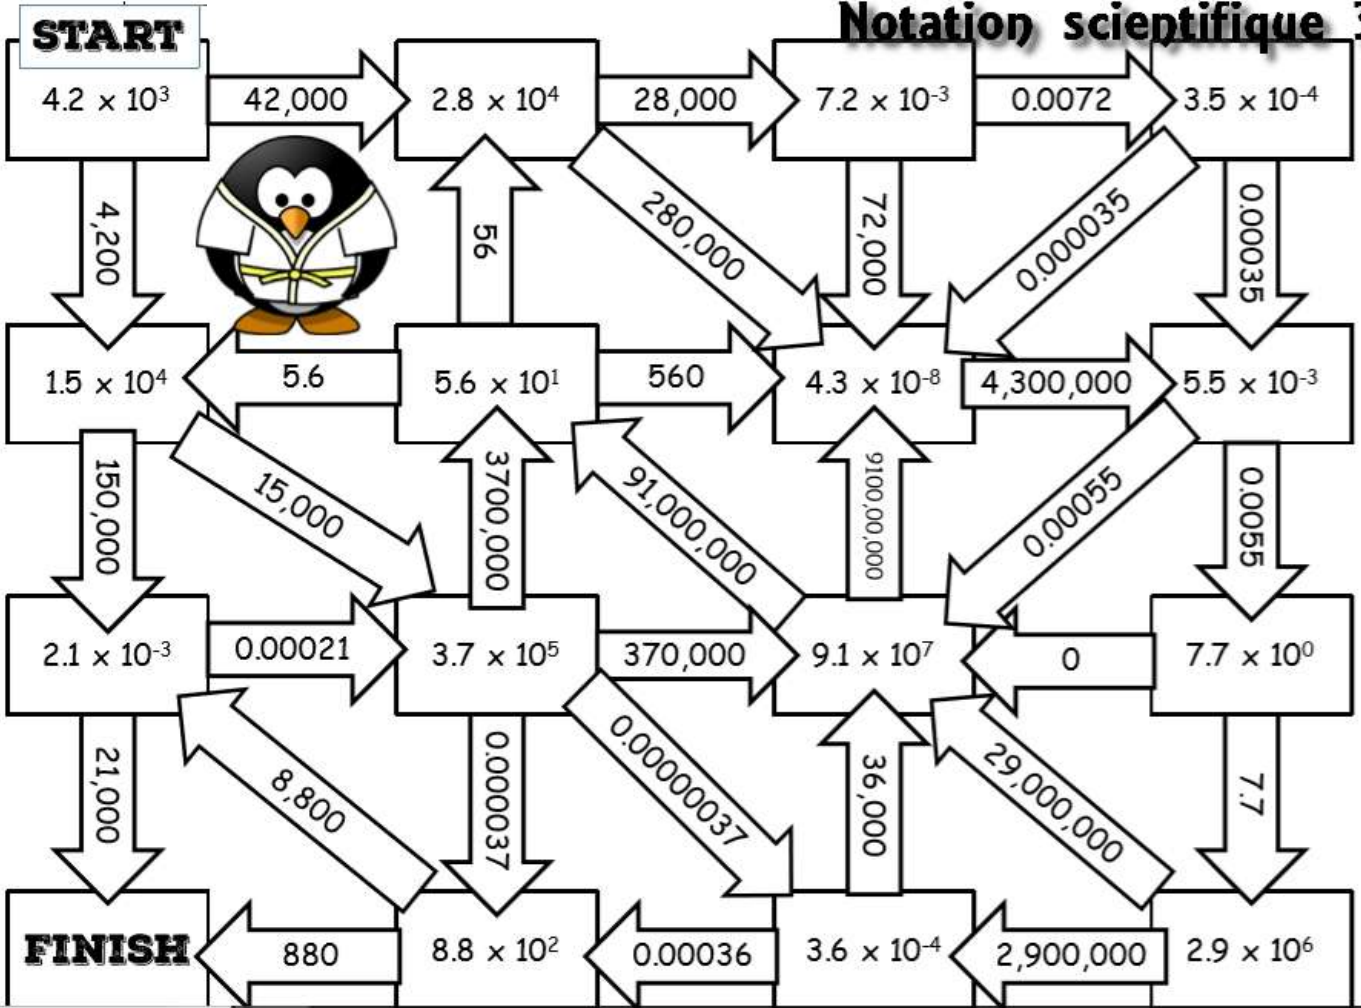 START
Notation scientifique 3
4.2 × 10³
42,000
2.8 × 10⁴
28,000
7.2 × 10⁻³
0.0072
3.5 × 10⁻⁴
4,200
56
280,000
72,000
0.000035
0.00035
1.5 × 10⁴
5.6
5.6 × 10¹
560
4.3 × 10⁻⁸
4,300,000
5.5 × 10⁻³
150,000
15,000
3700,000
91,000,000
9100,00,000
0.00055
0.0055
2.1 × 10⁻³
0.00021
3.7 × 10⁵
370,000
9.1 × 10⁷
0
7.7 × 10⁰
21,000
8,800
0.000037
0.00000037
36,000
29,000,000
7.7
FINISH
880
8.8 × 10²
0.00036
3.6 × 10⁻⁴
2,900,000
2.9 × 10⁶